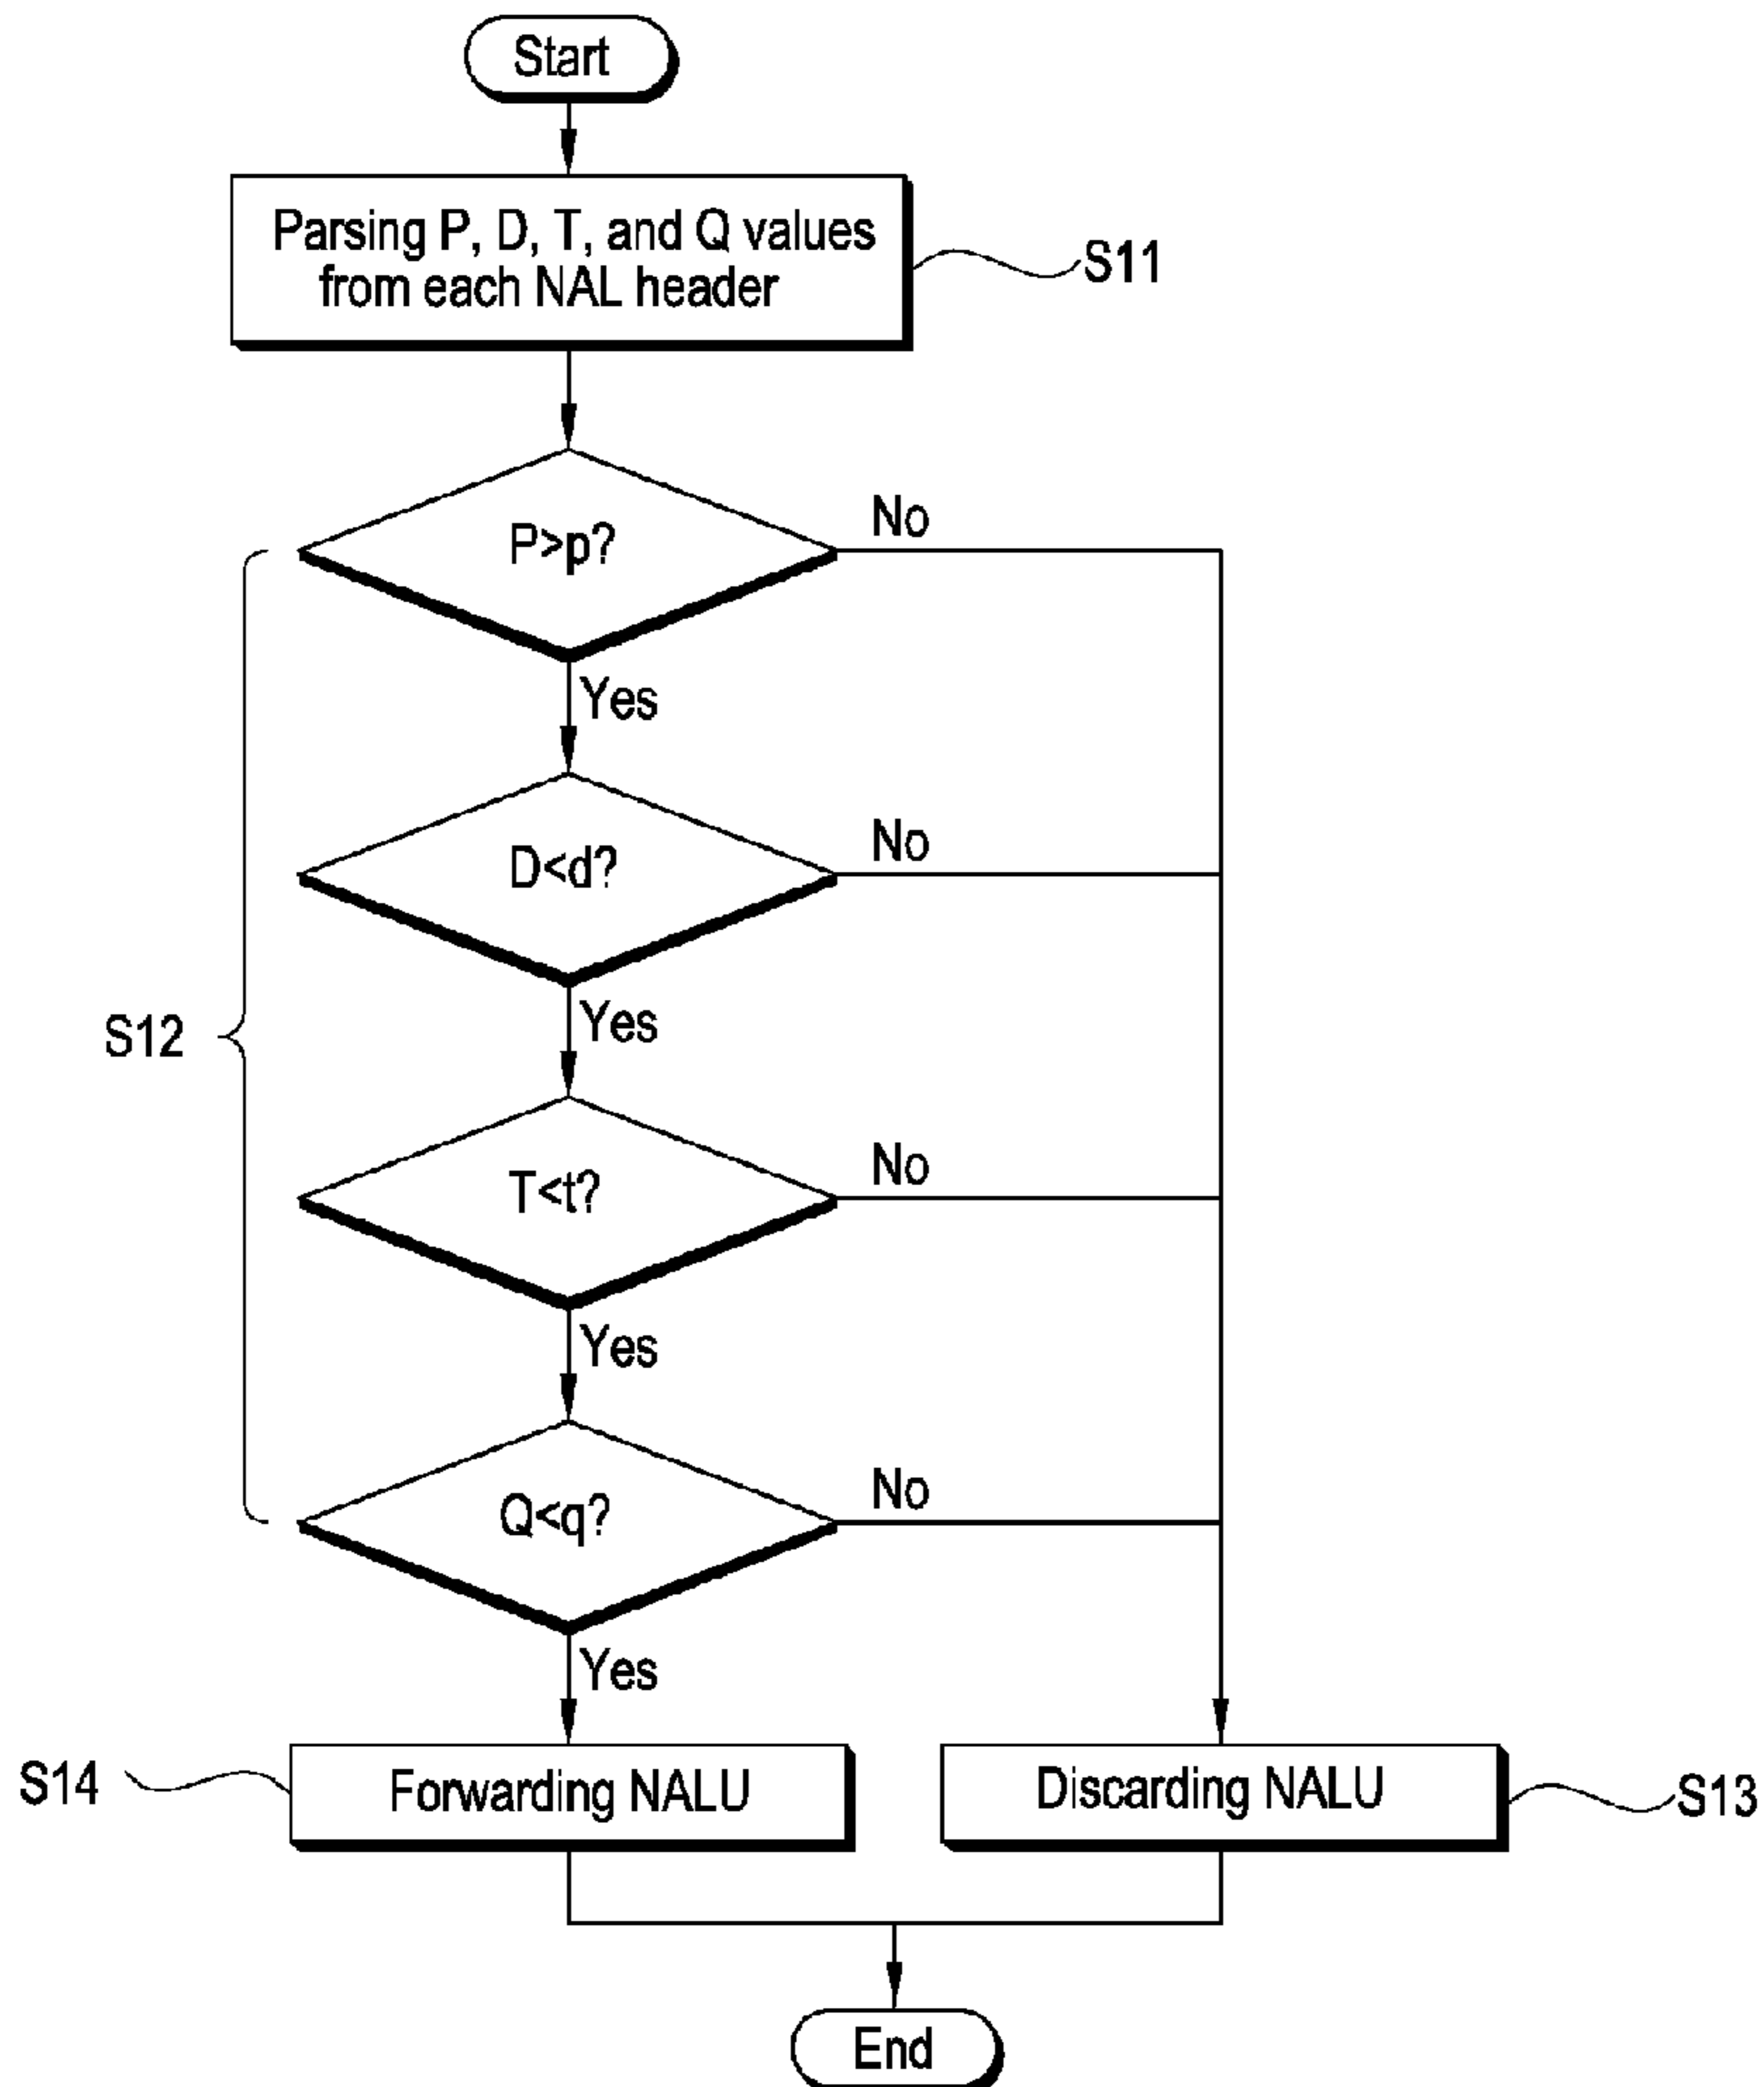 Start
Parsing P, D, T, and Q values
from each NAL header
S11
P>p?
No
Yes
D<d?
No
Yes
S12
T<t?
No
Yes
Q<q?
No
Yes
S14
Forwarding NALU
Discarding NALU
S13
End